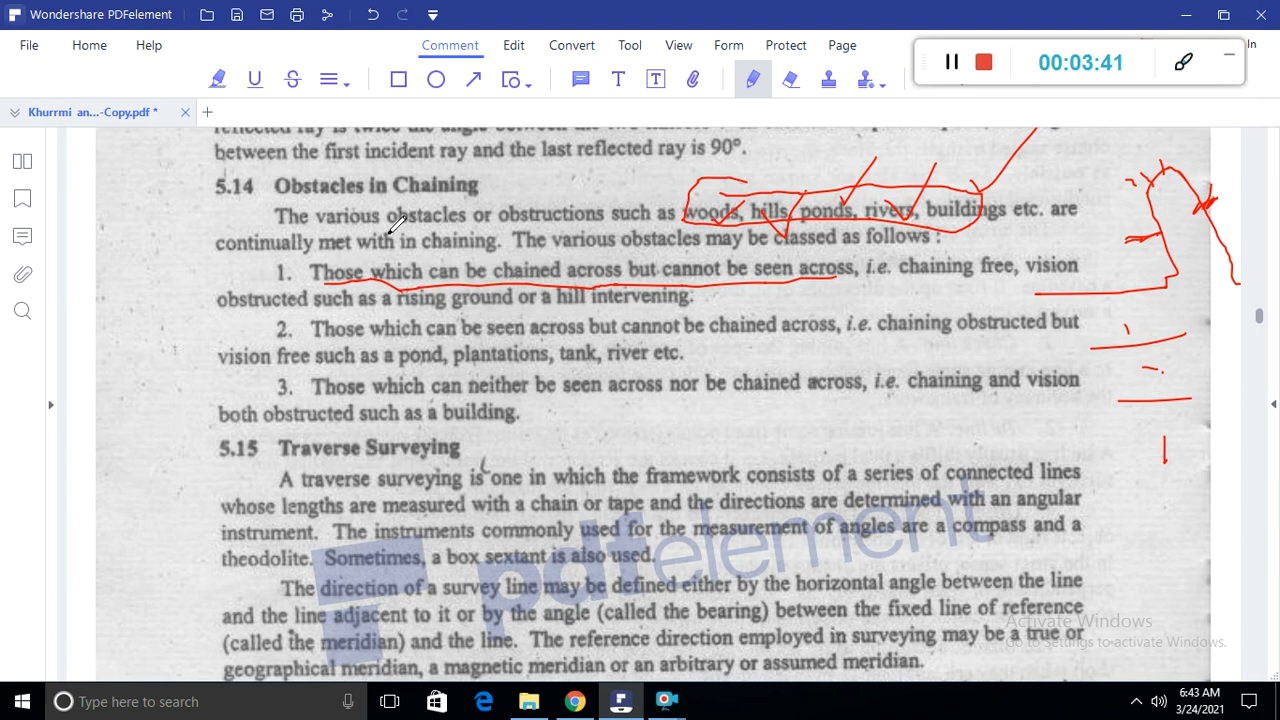 Wondershare PDFelement
File Home Help Comment Edit Convert Tool View Form Protect Page In
00:03:41
Khurrmi an...-Copy.pdf *
between the first incident ray and the last reflected ray is 90°.
5.14 Obstacles in Chaining
The various obstacles or obstructions such as woods, hills, ponds, rivers, buildings etc. are
continually met with in chaining. The various obstacles may be classed as follows :
1. Those which can be chained across but cannot be seen across, i.e. chaining free, vision
obstructed such as a rising ground or a hill intervening.
2. Those which can be seen across but cannot be chained across, i.e. chaining obstructed but
vision free such as a pond, plantations, tank, river etc.
3. Those which can neither be seen across nor be chained across, i.e. chaining and vision
both obstructed such as a building.
5.15 Traverse Surveying
A traverse surveying is one in which the framework consists of a series of connected lines
whose lengths are measured with a chain or tape and the directions are determined with an angular
instrument. The instruments commonly used for the measurement of angles are a compass and a
theodolite. Sometimes, a box sextant is also used.
The direction of a survey line may be defined either by the horizontal angle between the line
and the line adjacent to it or by the angle (called the bearing) between the fixed line of reference
(called the meridian) and the line. The reference direction employed in surveying may be a true or
geographical meridian, a magnetic meridian or an arbitrary or assumed meridian.
pdfelement
Activate Windows
Go to Settings to activate Windows.
Type here to search
6:43 AM
3/24/2021